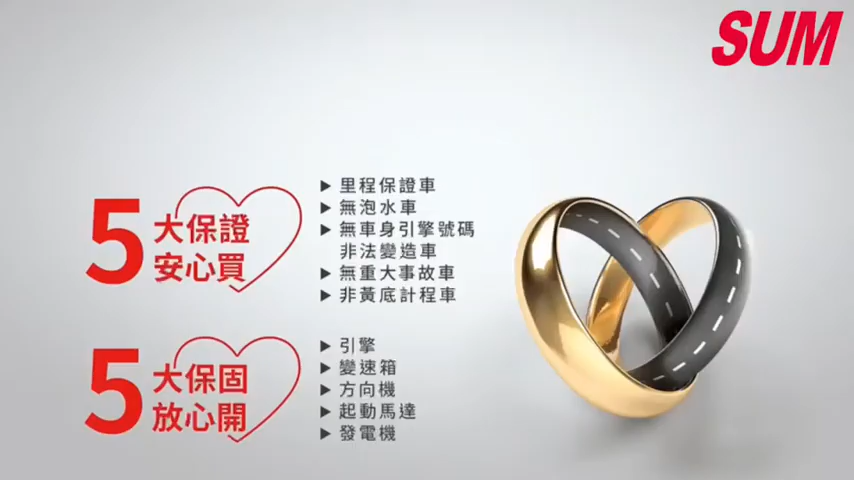 SUM
5大保證
安心買
▶ 里程保證車
▶ 無泡水車
▶ 無車身引擎號碼
非法變造車
▶ 無重大事故車
▶ 非黃底計程車
5大保固
放心開
▶ 引擎
▶ 變速箱
▶ 方向機
▶ 起動馬達
▶ 發電機